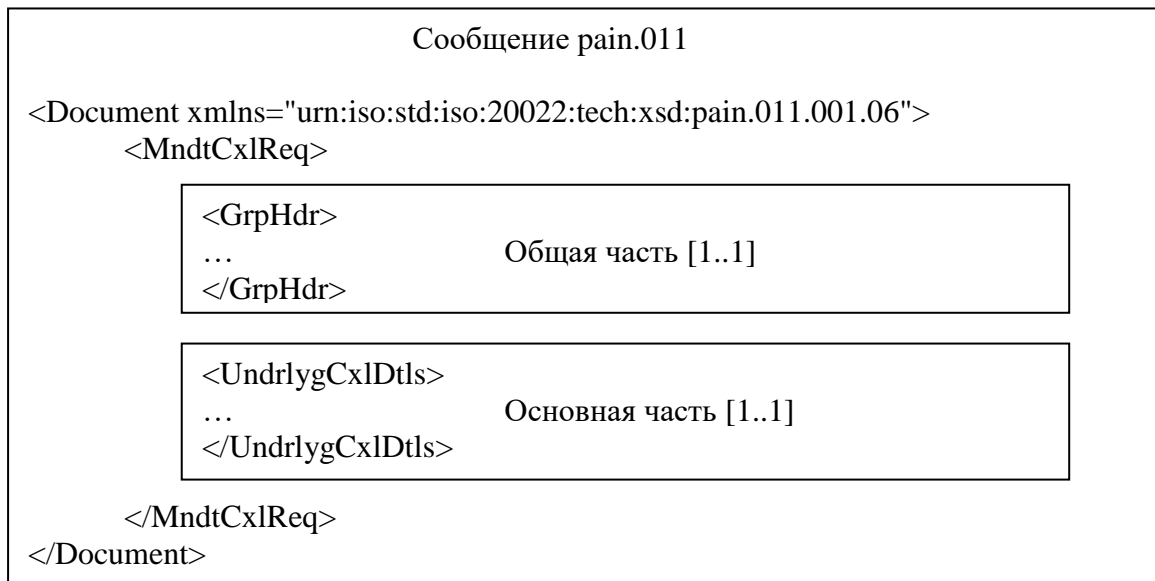 Сообщение pain.011
<Document xmlns="urn:iso:std:iso:20022:tech:xsd:pain.011.001.06">
<MndtCxlReq>
<GrpHdr>
… Общая часть [1..1]
</GrpHdr>
<UndrlygCxlDtls>
… Основная часть [1..1]
</UndrlygCxlDtls>
</MndtCxlReq>
</Document>